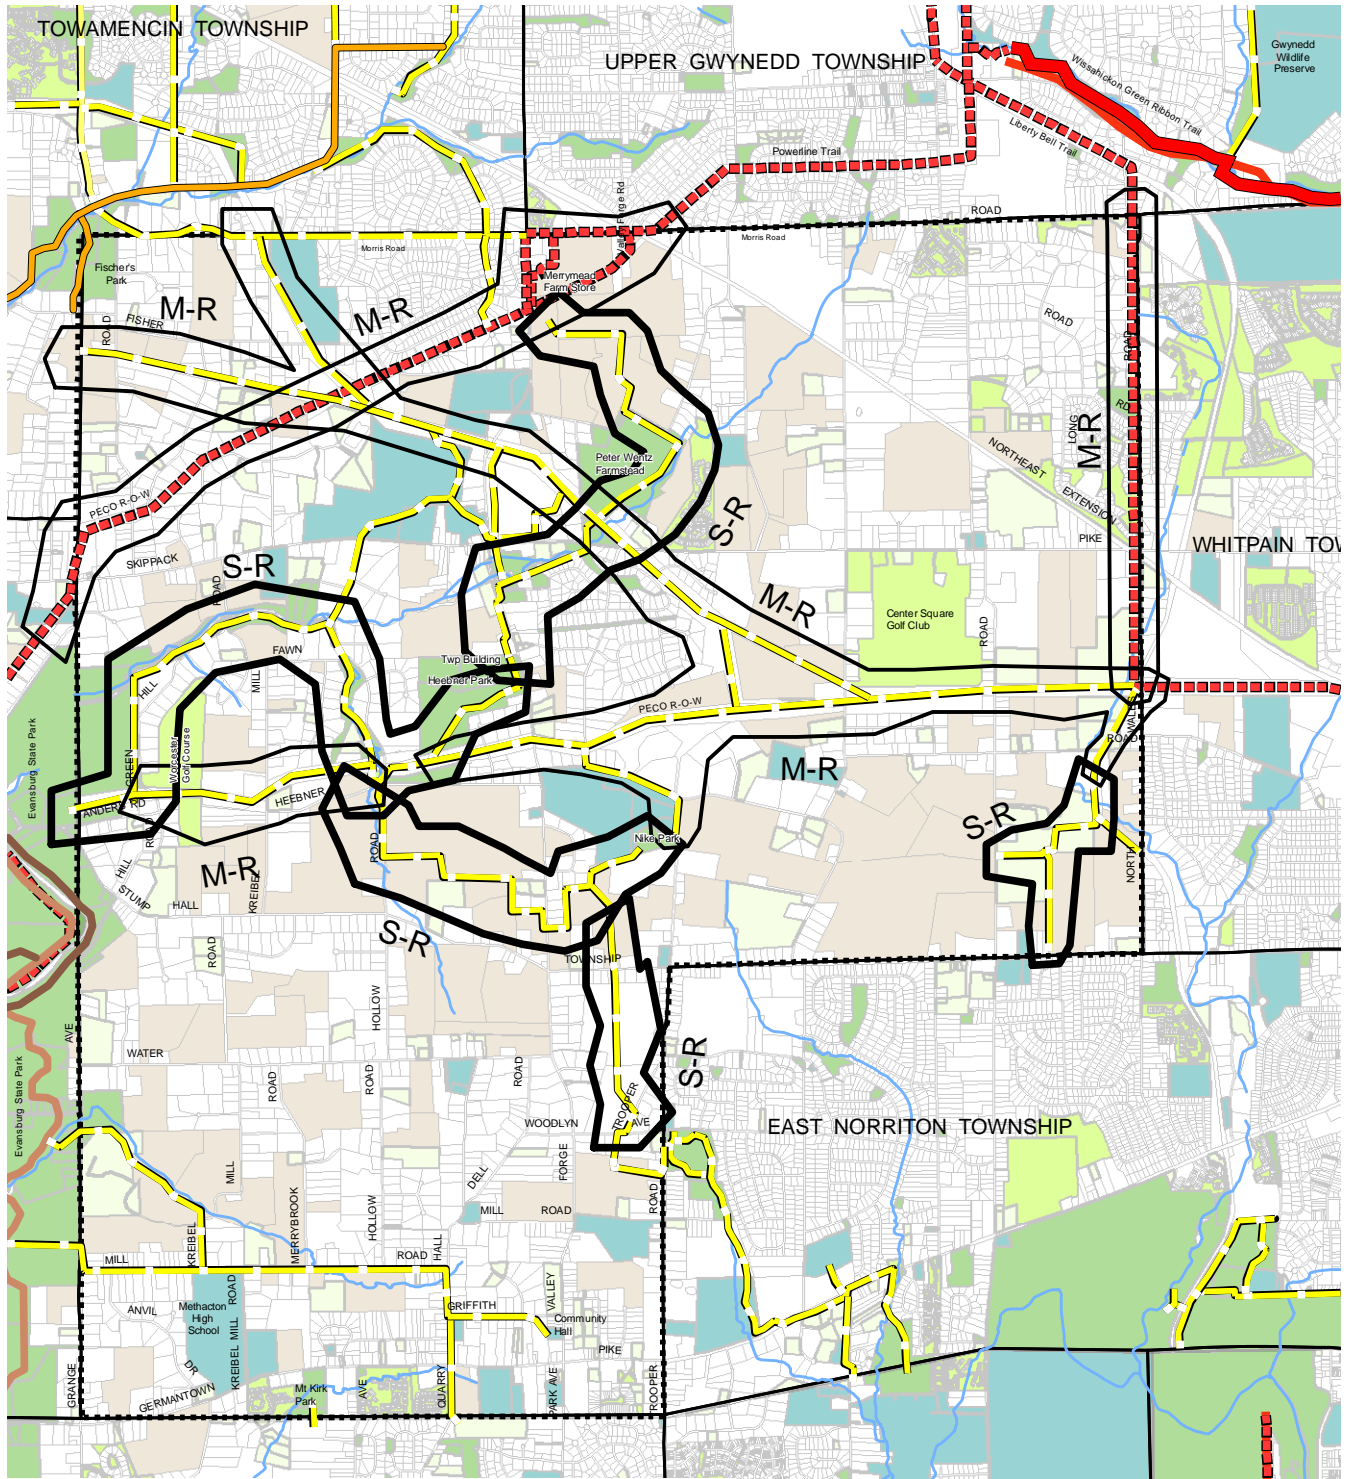 TOWAMENCIN TOWNSHIP
UPPER GWYNEDD TOWNSHIP
Gwynedd
Wildlife
Preserve
Wissahickon Green Ribbon Trail
Liberty Bell Trail
Powerline Trail
Valley Forge Rd
ROAD
Morris Road
Morris Road
Fischer's
Park
Merrymead
Farm Store
M-R
M-R
FISHER
ROAD
ROAD
ROAD
RD
LONG
M-R
NORTHEAST
EXTENSION
PIKE
Peter Wentz
Farmstead
S-R
PECO R-O-W
SKIPPACK
ROAD
S-R
WHITPAIN TOW
M-R
Center Square
Golf Club
ROAD
FAWN
Twp Building
Heebner Park
HILL
MILL
PECO R-O-W
Evansburg State Park
GREEN
Worcester
Golf Course
ROAD
M-R
HEEBNER
ANDERS RD
ROAD
ROAD
S-R
Nike Park
NORTH
M-R
HILL
STUMP
HALL
KREIBEL
S-R
ROAD
TOWNSHIP
AVE
HOLLOW
WATER
ROAD
ROAD
ROAD
S-R
Evansburg State Park
WOODLYN
TROOPER
AVE
EAST NORRITON TOWNSHIP
MILL
DELL
FORGE
ROAD
MERRYBROOK
HOLLOW
MILL
ROAD
KREIBEL
MILL
ROAD
HALL
ROAD
ANVIL
Methacton
High
School
KREIBEL MILL
GRIFFITH
VALLEY
Community
Hall
PIKE
DR
GRANGE
GERMANTOWN
Mt Kirk
Park
AVE
QUARRY
PARK AVE
TROOPER